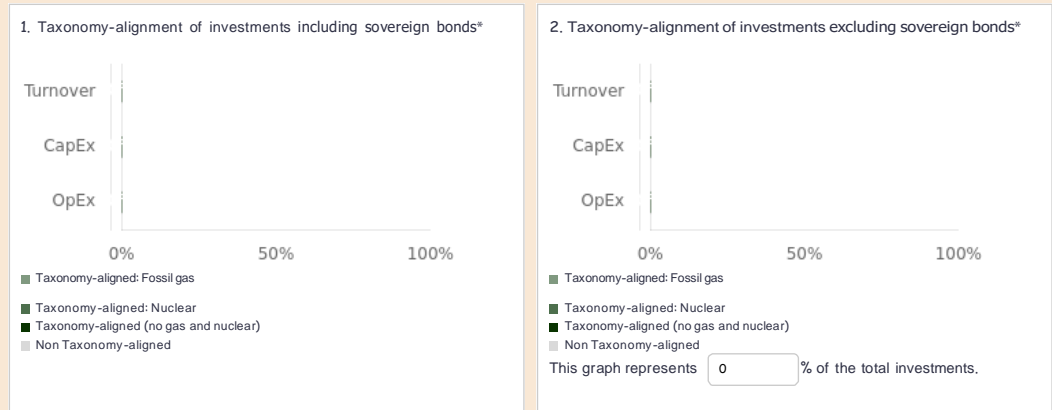 1. Taxonomy-alignment of investments including sovereign bonds*
Turnover
CapEx
OpEx
0% 50% 100%
Taxonomy-aligned: Fossil gas
Taxonomy-aligned: Nuclear
Taxonomy-aligned (no gas and nuclear)
Non Taxonomy-aligned
2. Taxonomy-alignment of investments excluding sovereign bonds*
Turnover
CapEx
OpEx
0% 50% 100%
Taxonomy-aligned: Fossil gas
Taxonomy-aligned: Nuclear
Taxonomy-aligned (no gas and nuclear)
Non Taxonomy-aligned
This graph represents 0 % of the total investments.